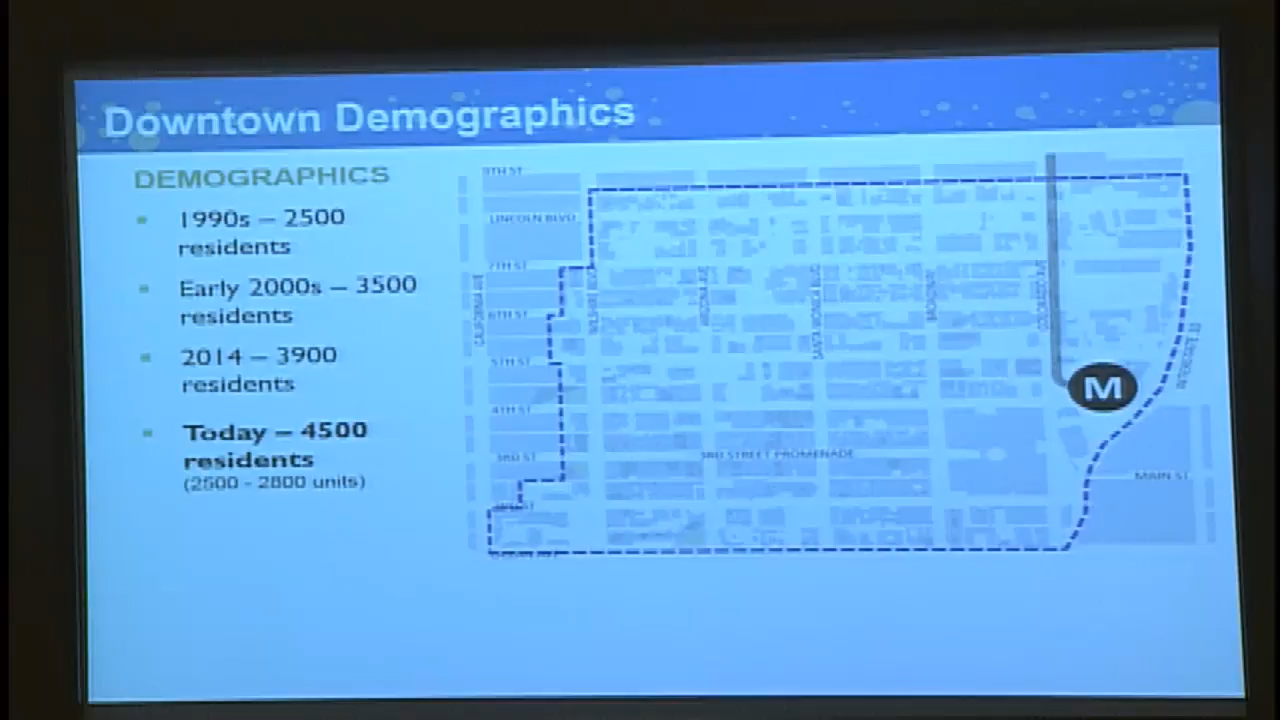 Downtown Demographics
DEMOGRAPHICS
1990s – 2500
residents
Early 2000s – 3500
residents
2014 – 3900
residents
Today – 4500
residents
(2500 - 2800 units)
9TH ST
LINCOLN BLVD
7TH ST
6TH ST
5TH ST
4TH ST
3RD ST
CALIFORNIA AVE
WILSHIRE BLVD
ARIZONA AVE
SANTA MONICA BLVD
BROADWAY
COLORADO AVE
3RD STREET PROMENADE
M
INTERSTATE 10
MAIN ST